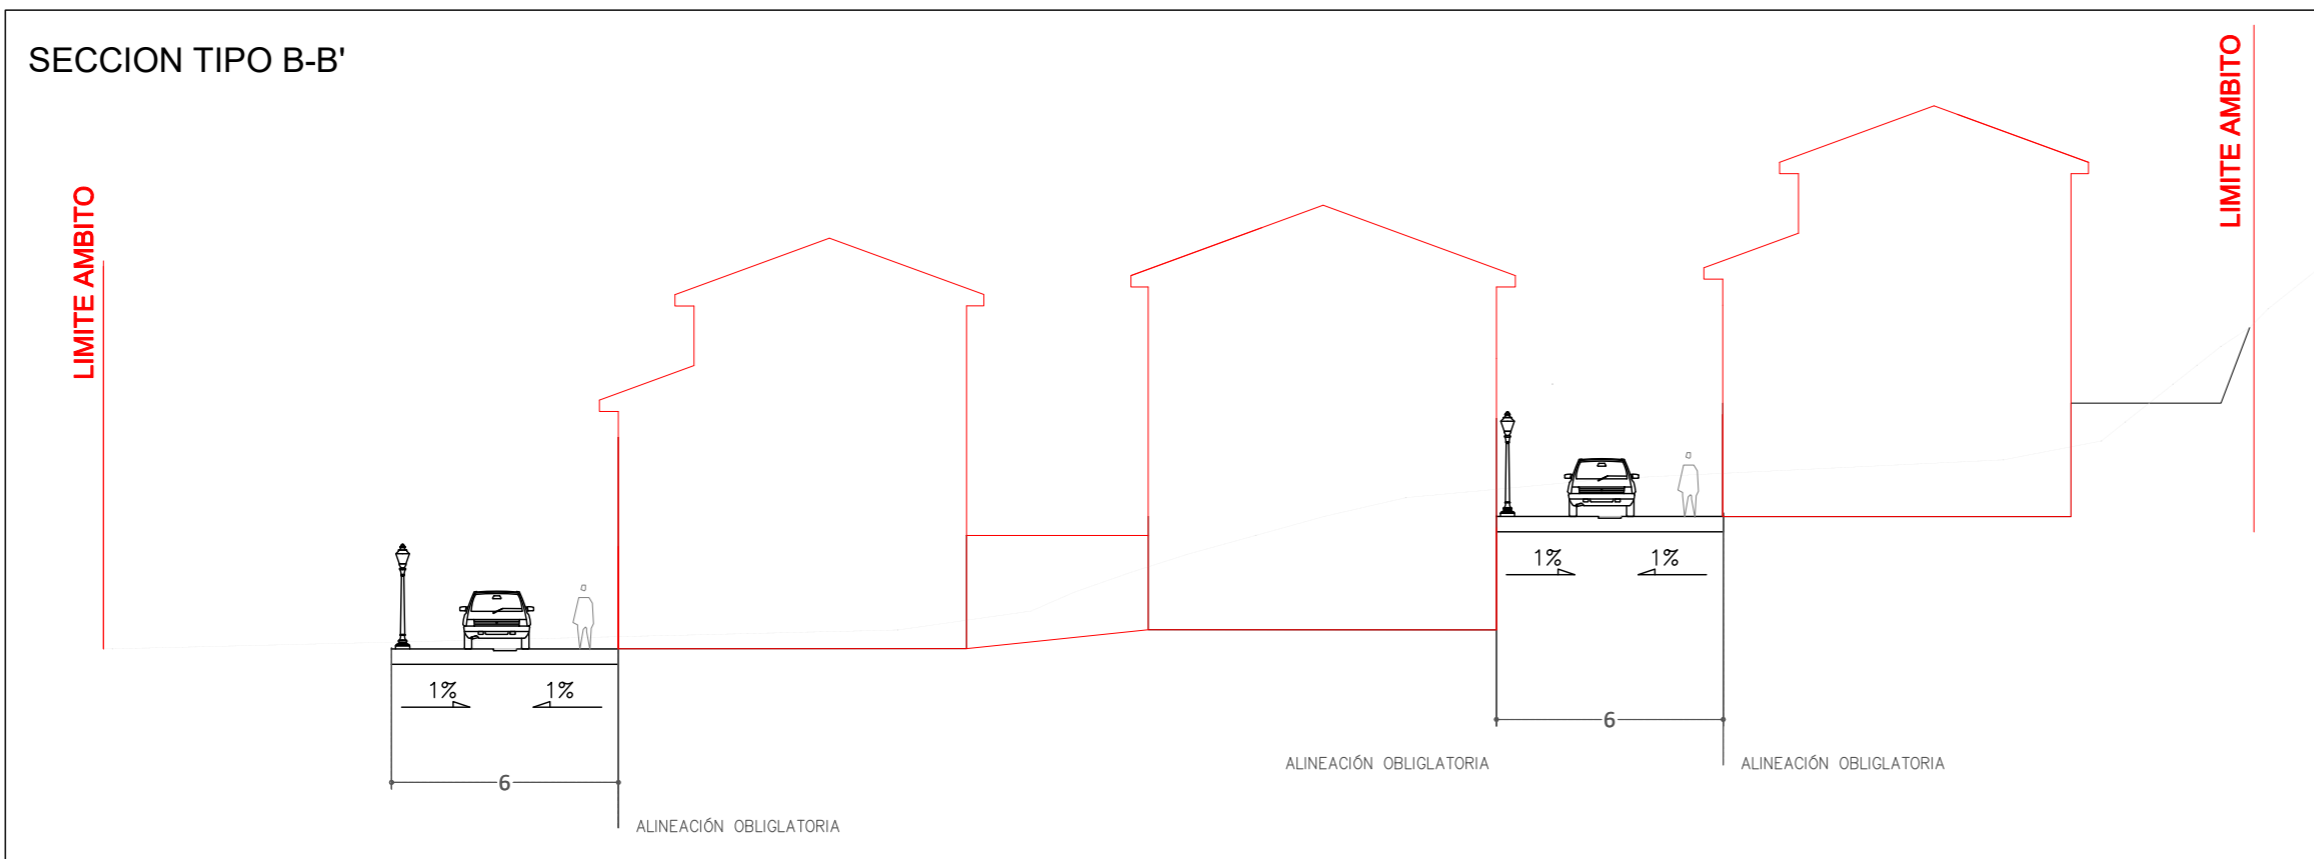 SECCION TIPO B-B'
LIMITE AMBITO
LIMITE AMBITO
1% 1%
6
ALINEACIÓN OBLIGLATORIA
ALINEACIÓN OBLIGLATORIA
1% 1%
6
ALINEACIÓN OBLIGLATORIA